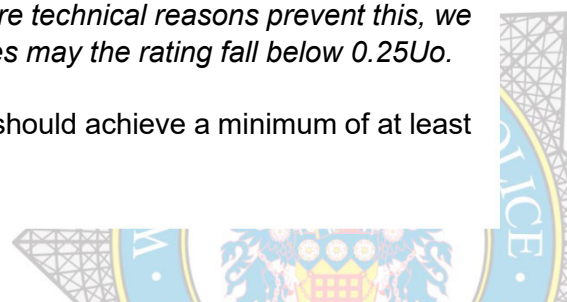 re technical reasons prevent this, we
es may the rating fall below 0.25Uo.
should achieve a minimum of at least
OLICE
M